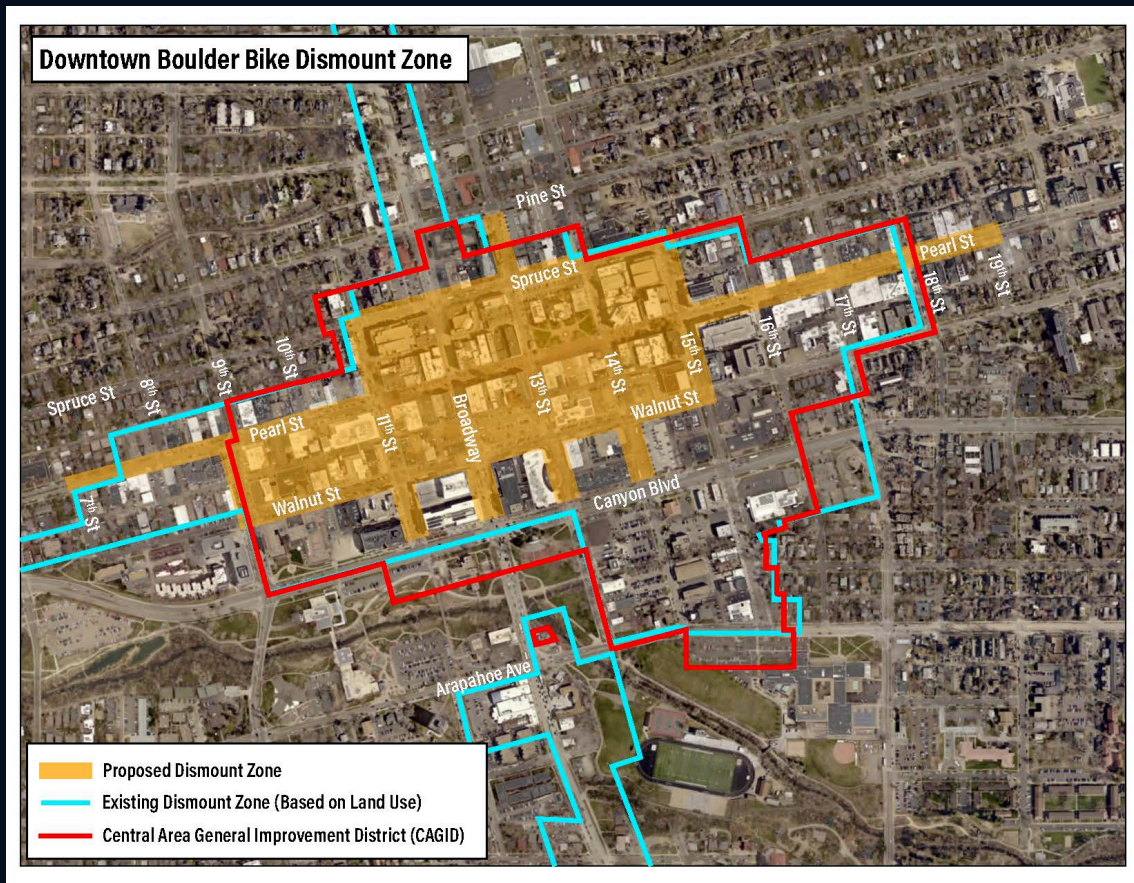 Downtown Boulder Bike Dismount Zone
Pine St
Pearl St
Spruce St
19th St
18th St
17th St
16th St
15th St
14th St
13th St
Walnut St
Broadway
11th St
10th St
9th St
8th St
Spruce St
Pearl St
7th St
Walnut St
Canyon Blvd
Arapahoe Ave
Proposed Dismount Zone
Existing Dismount Zone (Based on Land Use)
Central Area General Improvement District (CAGID)